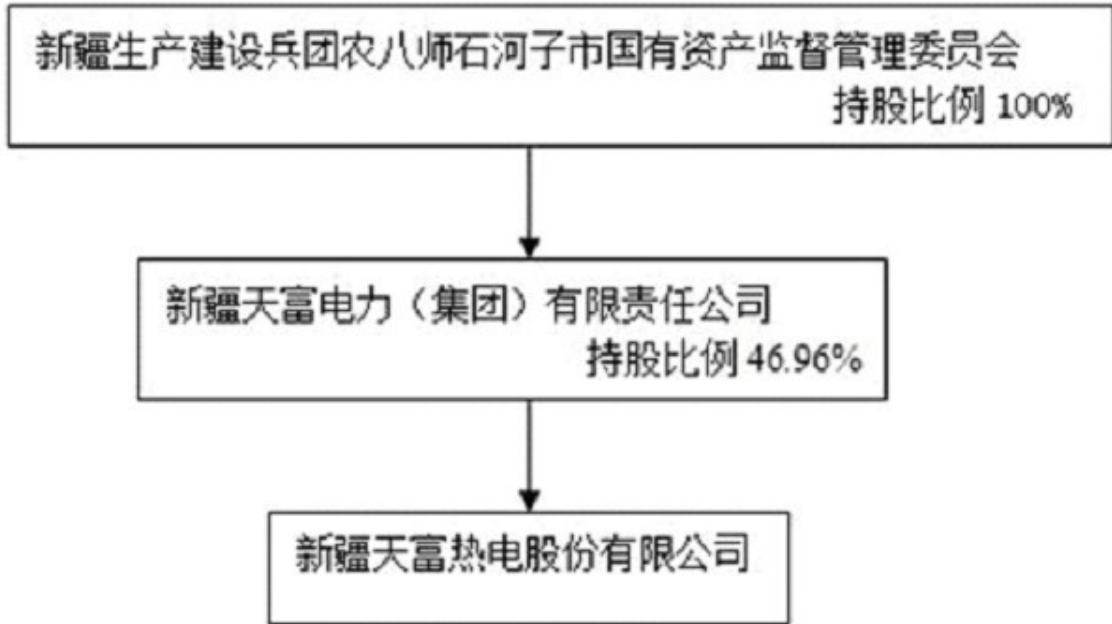 新疆生产建设兵团农八师石河子市国有资产监督管理委员会
持股比例 100%
新疆天富电力（集团）有限责任公司
持股比例 46.96%
新疆天富热电股份有限公司